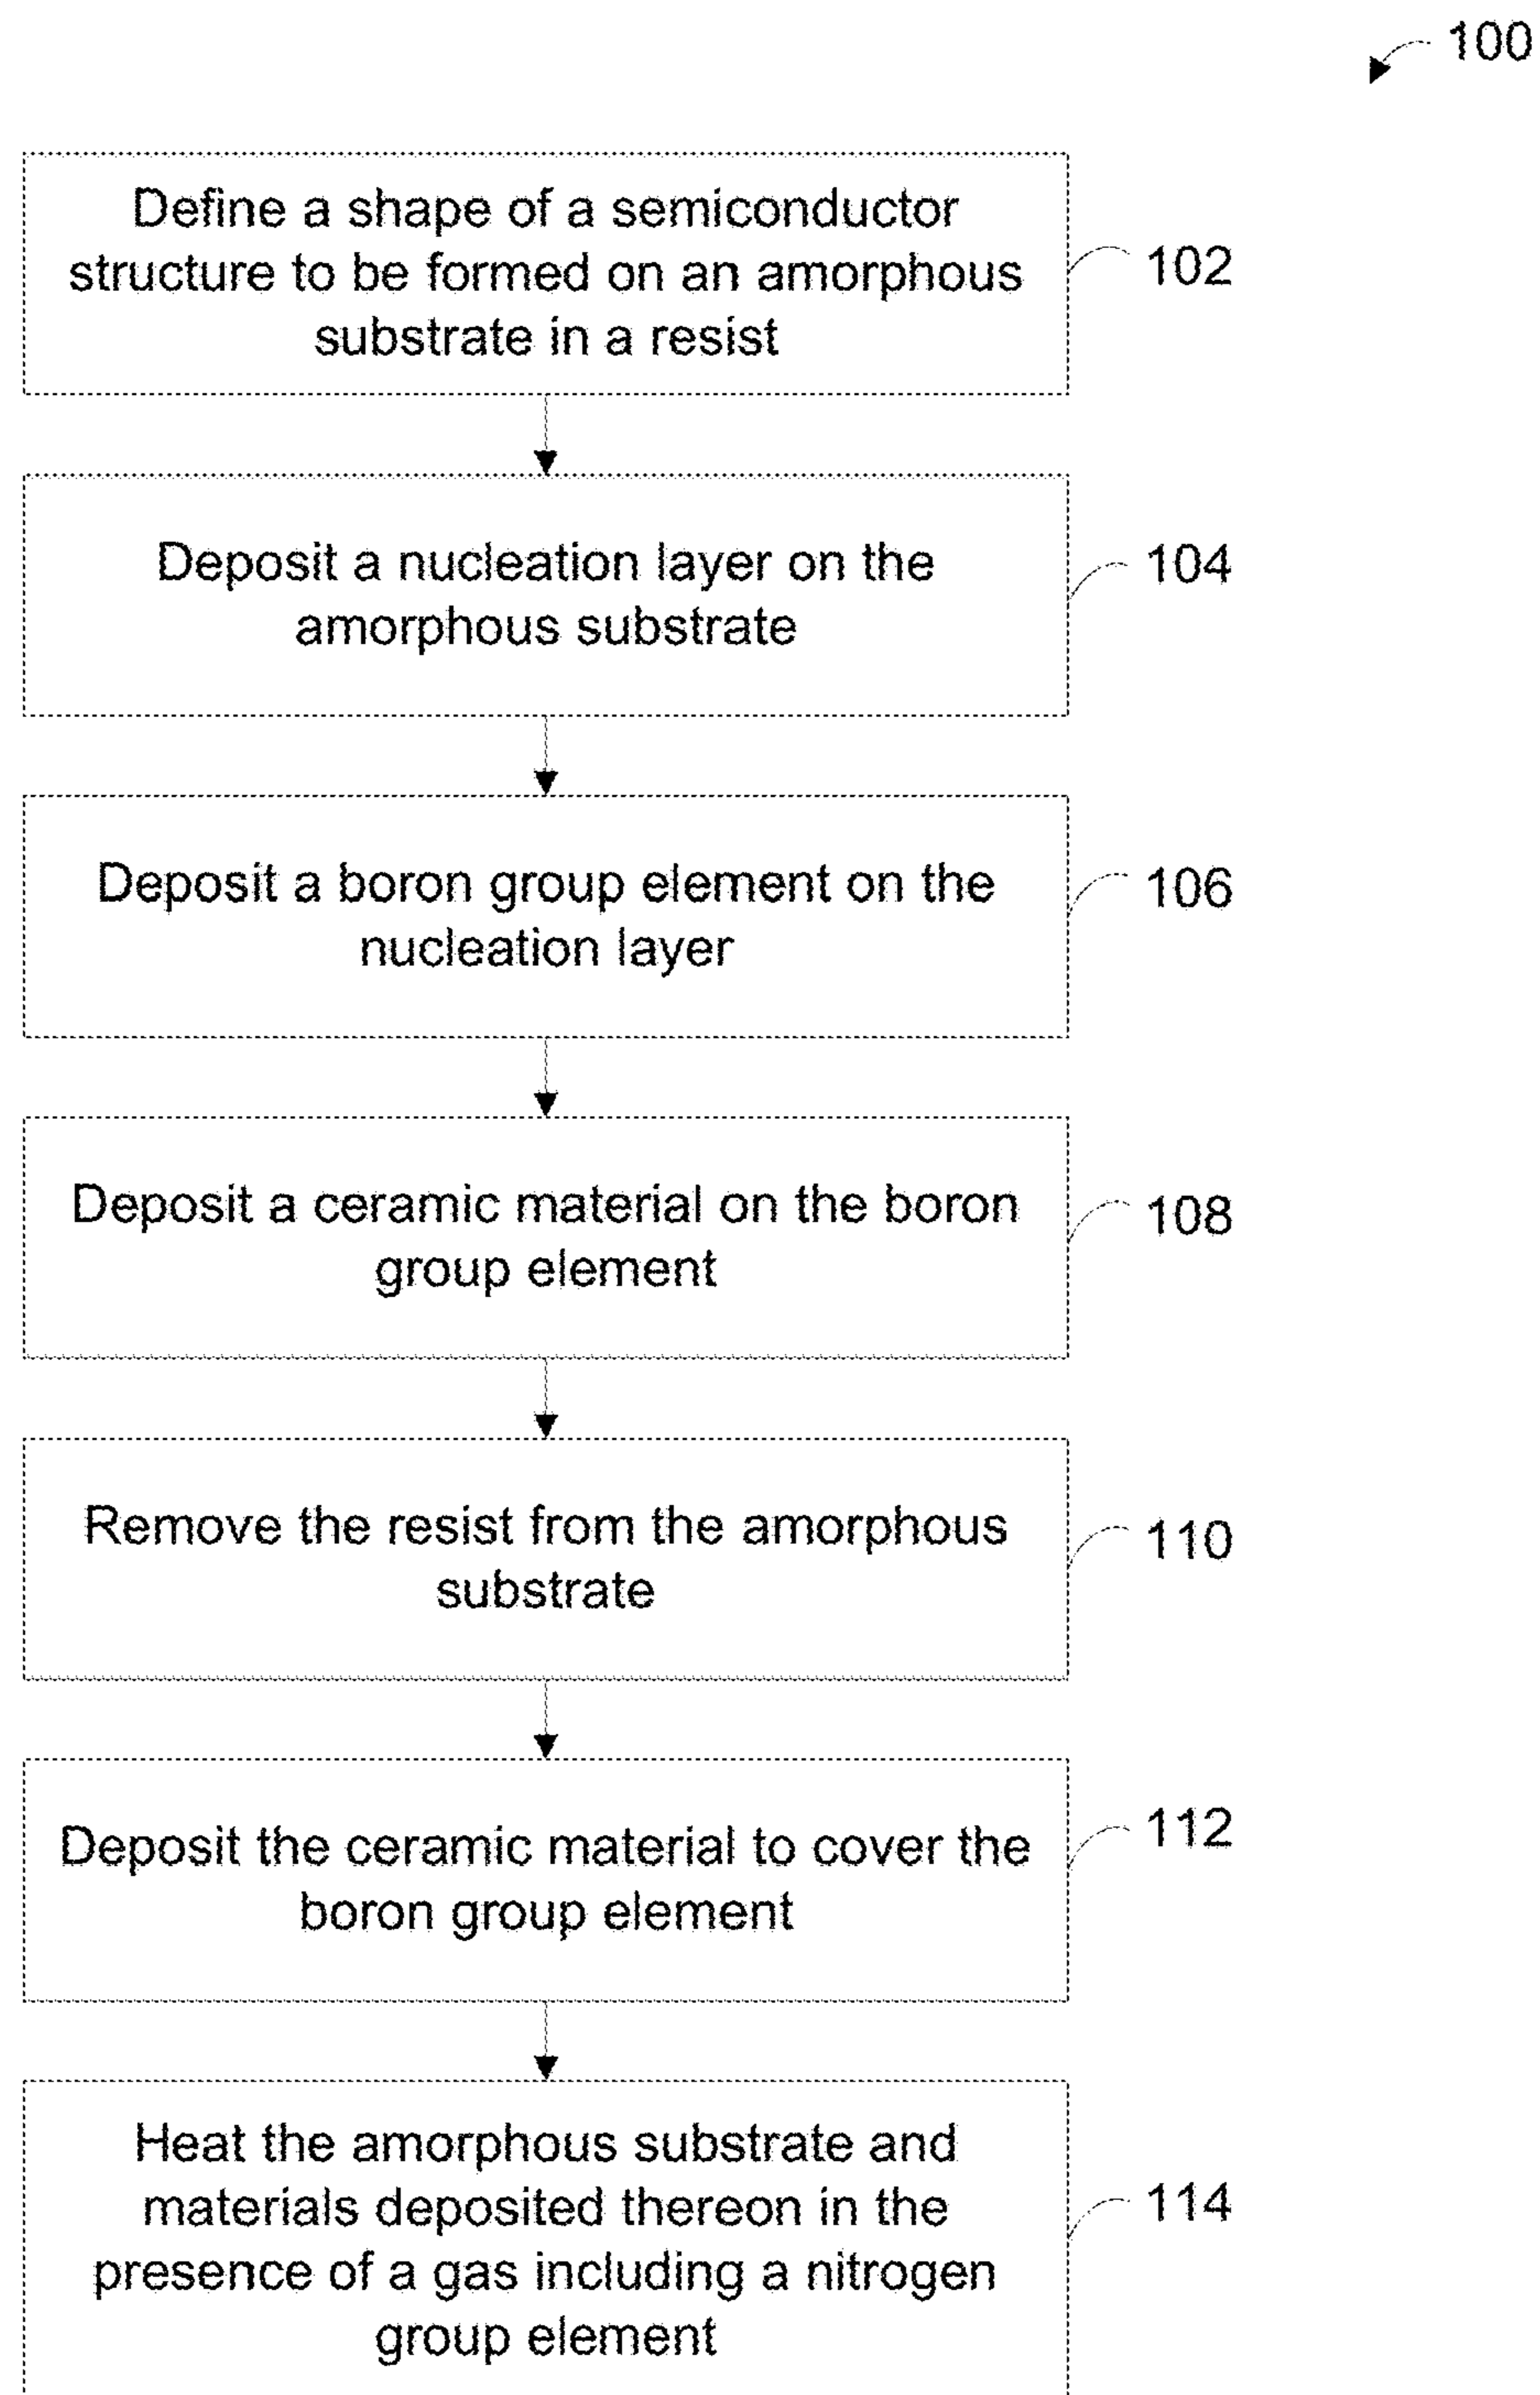 100
Define a shape of a semiconductor
structure to be formed on an amorphous
substrate in a resist
102
Deposit a nucleation layer on the
amorphous substrate
104
Deposit a boron group element on the
nucleation layer
106
Deposit a ceramic material on the boron
group element
108
Remove the resist from the amorphous
substrate
110
Deposit the ceramic material to cover the
boron group element
112
Heat the amorphous substrate and
materials deposited thereon in the
presence of a gas including a nitrogen
group element
114